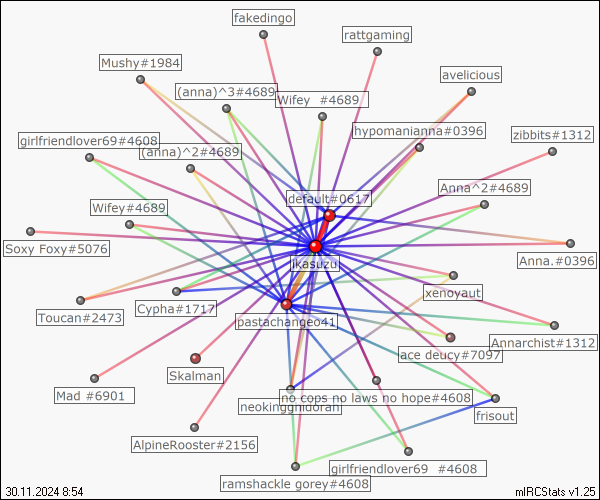 fakedingo
rattgaming
Mushy#1984
avelicious
(anna)^3#4689
Wifey #4689
hypomanianna#0396
zibbits#1312
girlfriendlover69#4608
(anna)^2#4689
Anna^2#4689
default#0617
Wifey#4689
Soxy Foxy#5076
Anna.#0396
ikasuzu
xenoyaut
Cypha#1717
Toucan#2473
pastachangeo41
Annarchist#1312
ace deucy#7097
Skalman
Mad #6901
no cops no laws no hope#4608
neokinggnidoran
frisout
AlpineRooster#2156
girlfriendlover69 #4608
ramshackle gorey#4608
30.11.2024 8:54
mIRCStats v1.25